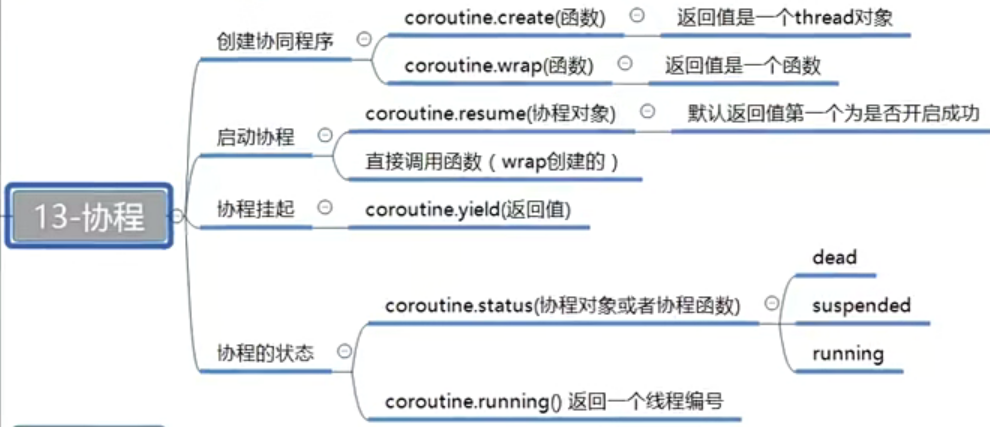 13-协程
创建协同程序
coroutine.create(函数)
返回值是一个thread对象
coroutine.wrap(函数)
返回值是一个函数
启动协程
coroutine.resume(协程对象)
默认返回值第一个为是否开启成功
直接调用函数（wrap创建的）
协程挂起
coroutine.yield(返回值)
协程的状态
coroutine.status(协程对象或者协程函数)
dead
suspended
running
coroutine.running() 返回一个线程编号